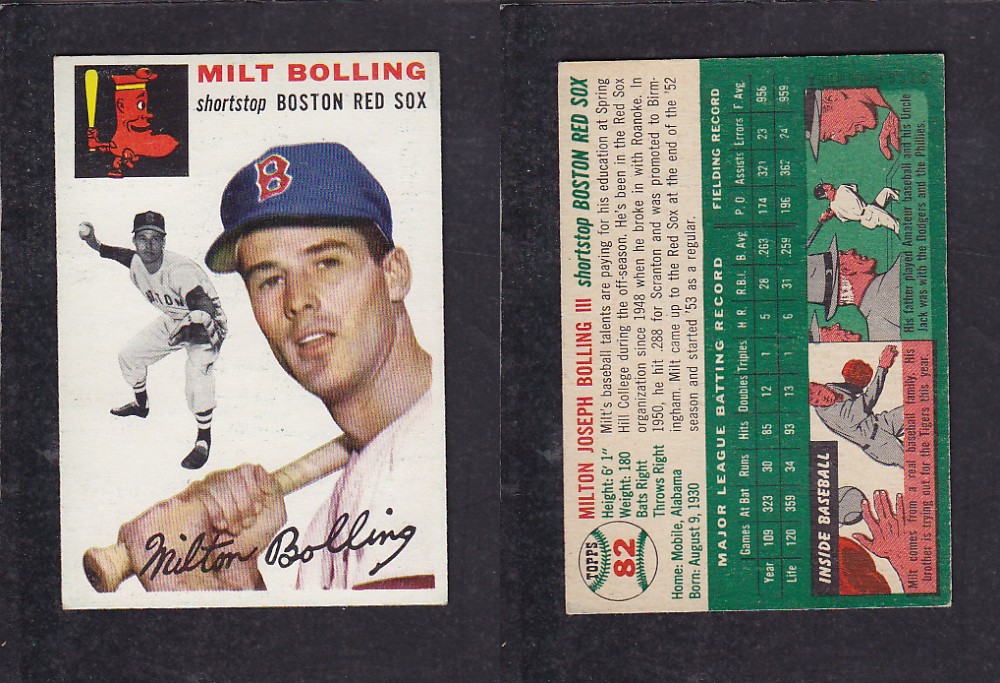 MILT BOLLING
shortstop BOSTON RED SOX
B
STON
Milton Bolling
TOPPS
82
MILTON JOSEPH BOLLING III shortstop BOSTON RED SOX
Height: 6' 1"
Weight: 180
Bats Right
Throws Right
Home: Mobile, Alabama
Born: August 9, 1930
Milt's baseball talents are paying for his education at Spring
Hill College during the off-season. He's been in the Red Sox
organization since 1948 when he broke in with Roanoke. In
1950, he hit .288 for Scranton and was promoted to Birm-
ingham. Milt came up to the Red Sox at the end of the '52
season and started '53 as a regular.
MAJOR LEAGUE BATTING RECORD FIELDING RECORD
Games At Bat Runs Hits Doubles Triples H R R.B.I. B. Avg P O Assists Errors F Avg
Year 109 323 30 85 12 1 5 28 .263 174 321 23 .956
Life 120 359 34 93 13 1 6 31 .259 196 362 24 .959
INSIDE BASEBALL
Milt comes from a real baseball family. His
brother is trying out for the Tigers this year.
His father played Amateur baseball and his Uncle
Jack was with the Dodgers and the Phillies.